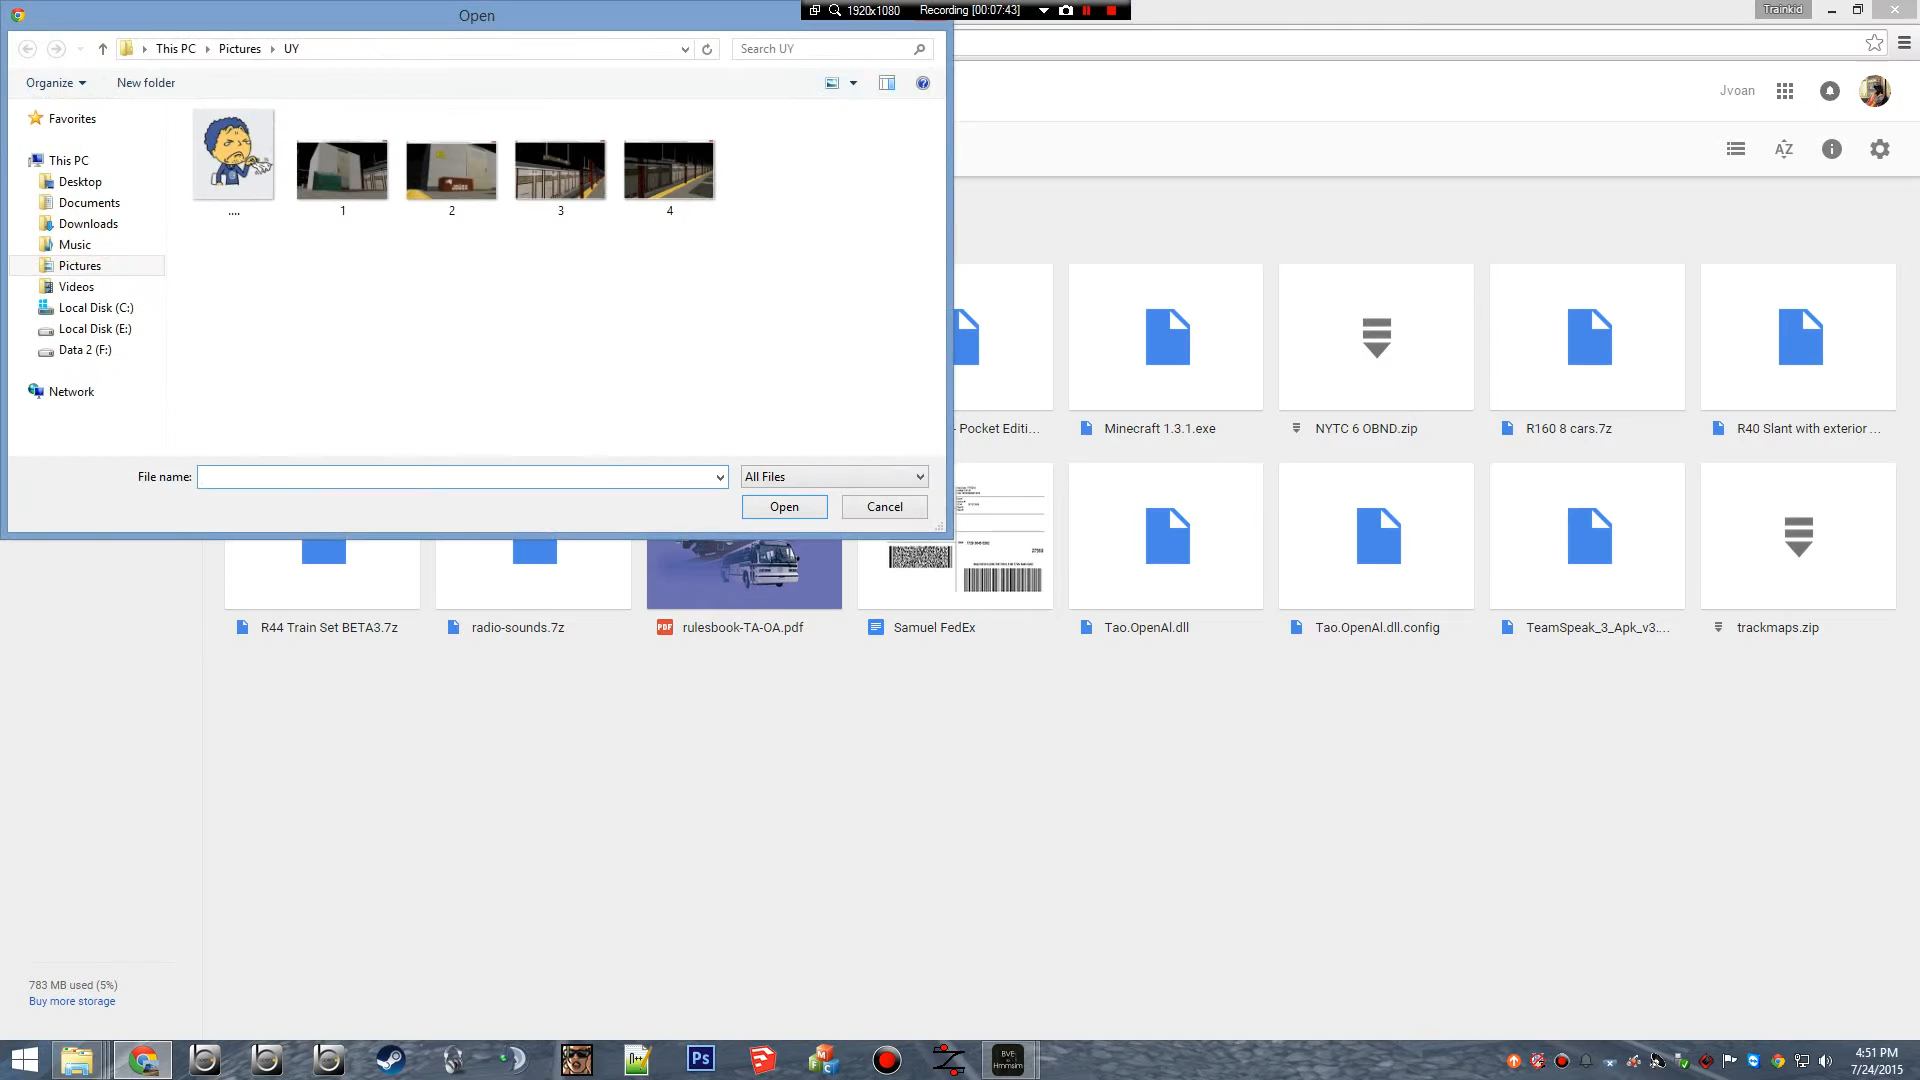 Open
1920x1080
Recording [00:07:43]
Trainkid
This PC
Pictures
UY
Search UY
Organize
New folder
Jvoan
Favorites
This PC
Desktop
Documents
Downloads
Music
Pictures
Videos
Local Disk (C:)
Local Disk (E:)
Data 2 (F:)
Network
....
1
2
3
4
AZ
File name:
All Files
Open
Cancel
- Pocket Editi...
Minecraft 1.3.1.exe
NYTC 6 OBND.zip
R160 8 cars.7z
R40 Slant with exterior ...
R44 Train Set BETA3.7z
radio-sounds.7z
PDF
rulesbook-TA-OA.pdf
Samuel FedEx
Tao.OpenAl.dll
Tao.OpenAl.dll.config
TeamSpeak_3_Apk_v3....
trackmaps.zip
783 MB used (5%)
Buy more storage
Ps
BVE
Hmmsim
4:51 PM
7/24/2015